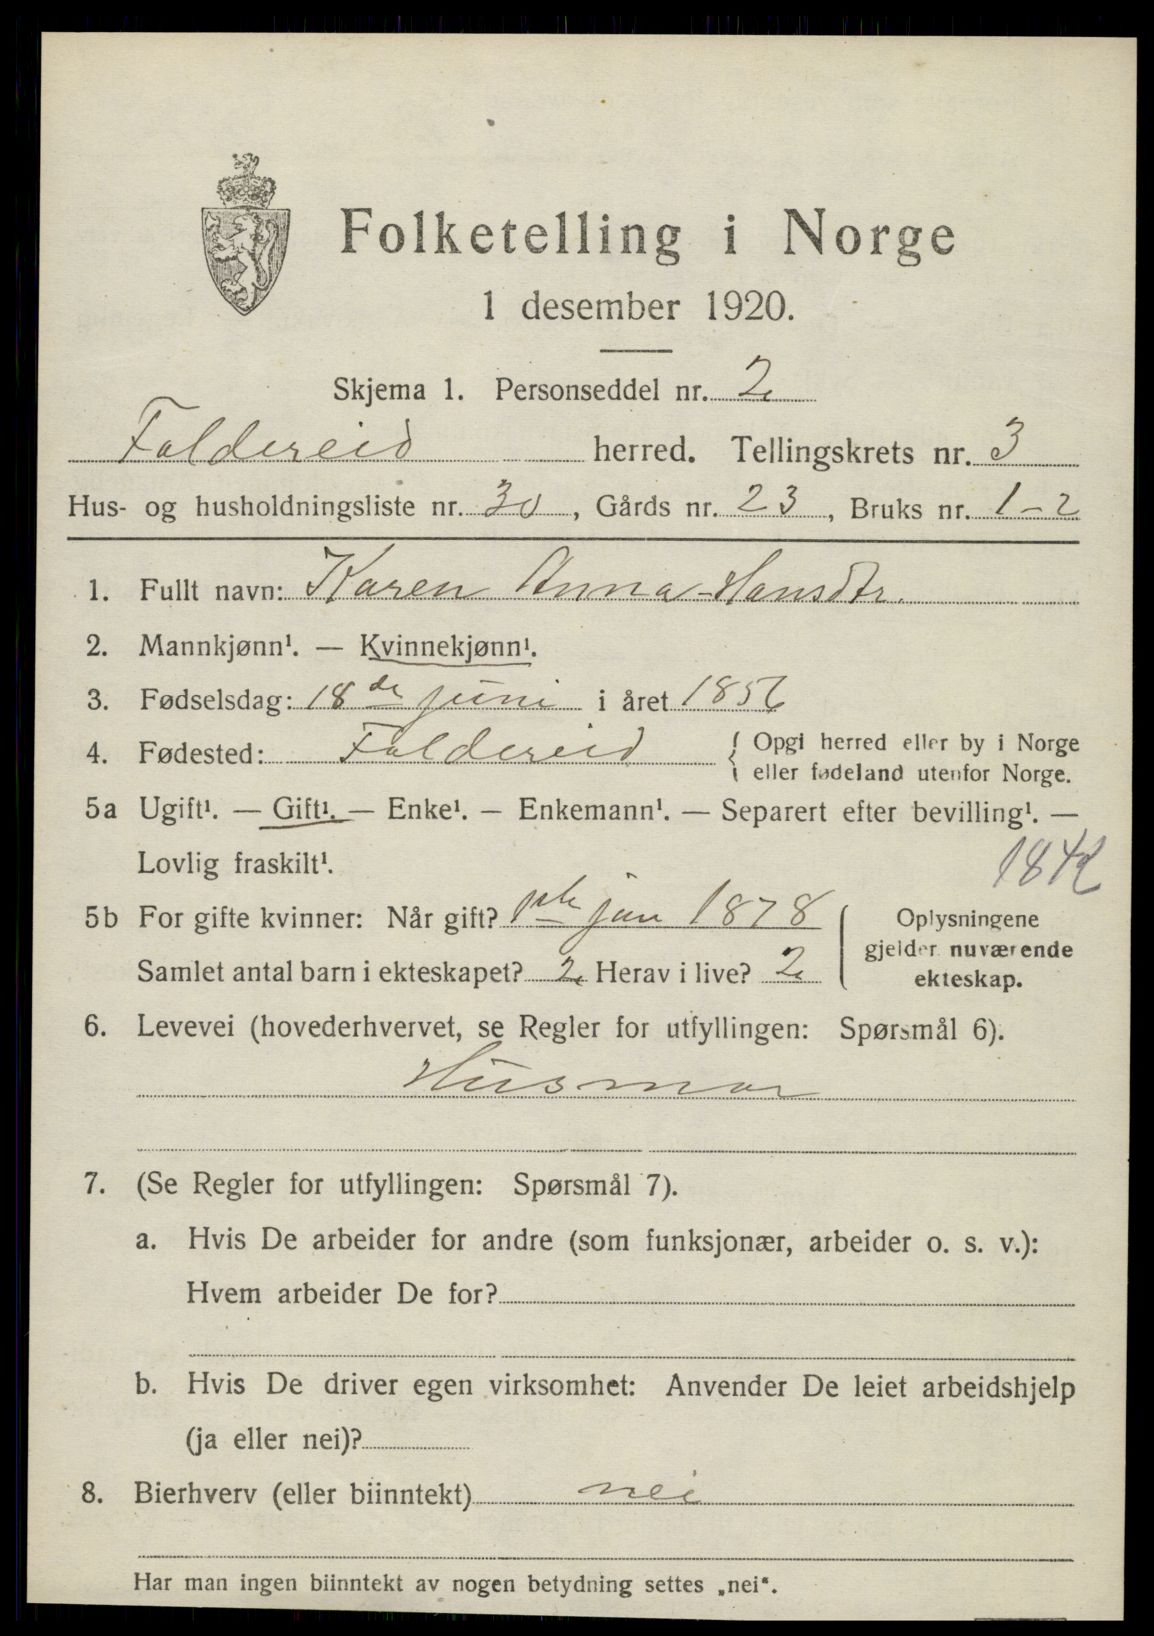 Folketelling i Norge
1 desember 1920.
Skjema 1. Personseddel nr. 2
Foldereid herred. Tellingskrets nr. 3
Hus- og husholdningsliste nr. 30, Gårds nr. 23, Bruks nr. 1-2
1. Fullt navn: Karen Anna Hansdtr.
2. Mannkjønn¹. — Kvinnekjønn¹.
3. Fødselsdag: 18de juni i året 1856
4. Fødested: Foldereid { Opgi herred eller by i Norge
eller fødeland utenfor Norge.
5a Ugift¹. — Gift¹. — Enke¹. — Enkemann¹. — Separert efter bevilling¹. —
Lovlig fraskilt¹.
5b For gifte kvinner: Når gift? 1ste jan 1878 ( Oplysningene
gjelder nuværende
Samlet antal barn i ekteskapet? 2 Herav i live? 2 ekteskap.
6. Levevei (hovederhvervet, se Regler for utfyllingen: Spørsmål 6).
Husmor
7. (Se Regler for utfyllingen: Spørsmål 7).
a. Hvis De arbeider for andre (som funksjonær, arbeider o. s. v.):
Hvem arbeider De for?
b. Hvis De driver egen virksomhet: Anvender De leiet arbeidshjelp
(ja eller nei)?
8. Bierhverv (eller biinntekt) nei
Har man ingen biinntekt av nogen betydning settes „nei“.